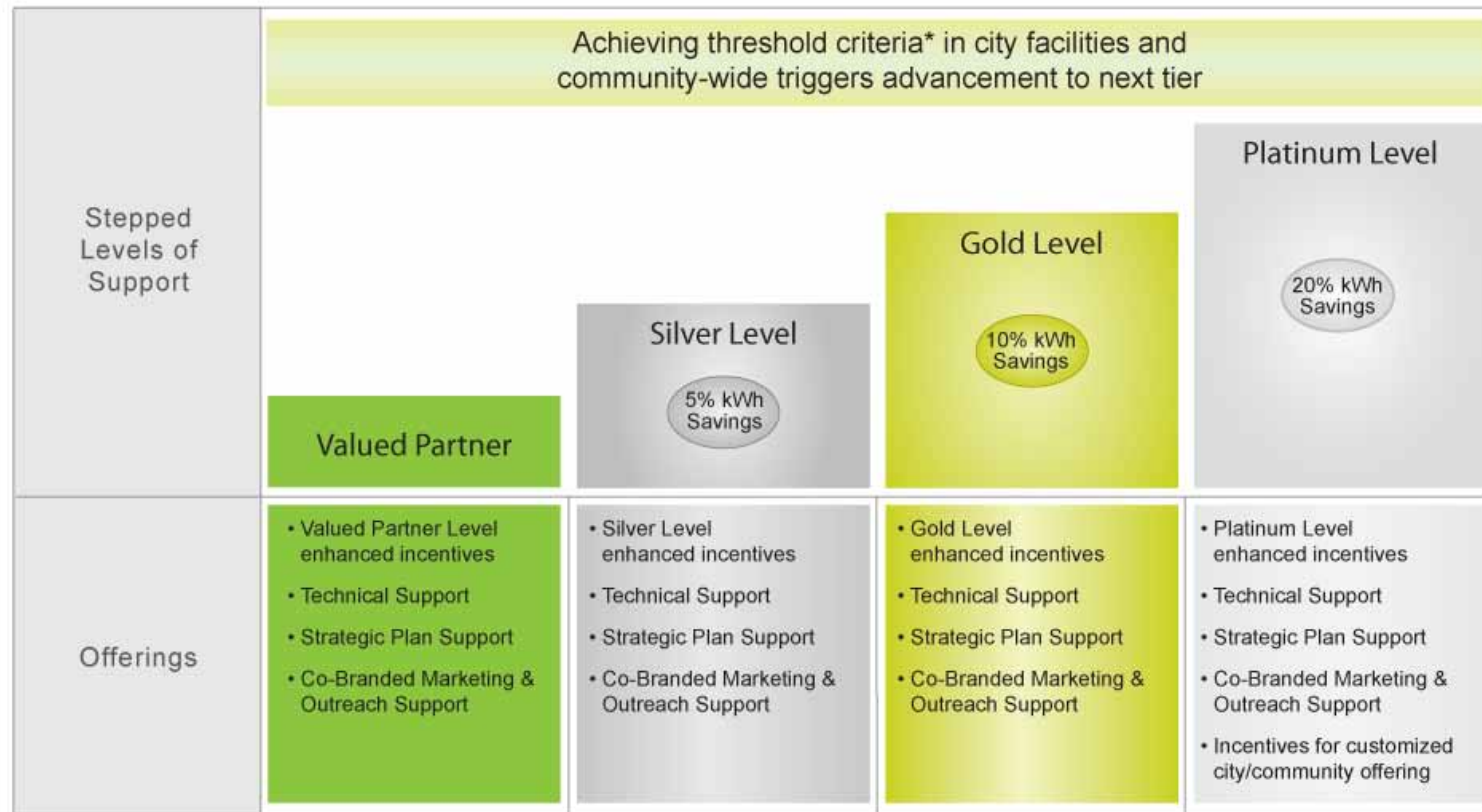 Achieving threshold criteria* in city facilities and
community-wide triggers advancement to next tier
Stepped
Levels of
Support
Valued Partner
Silver Level
5% kWh
Savings
Gold Level
10% kWh
Savings
Platinum Level
20% kWh
Savings
Offerings
• Valued Partner Level
enhanced incentives
• Technical Support
• Strategic Plan Support
• Co-Branded Marketing &
Outreach Support
• Silver Level
enhanced incentives
• Technical Support
• Strategic Plan Support
• Co-Branded Marketing &
Outreach Support
• Gold Level
enhanced incentives
• Technical Support
• Strategic Plan Support
• Co-Branded Marketing &
Outreach Support
• Platinum Level
enhanced incentives
• Technical Support
• Strategic Plan Support
• Co-Branded Marketing &
Outreach Support
• Incentives for customized
city/community offering